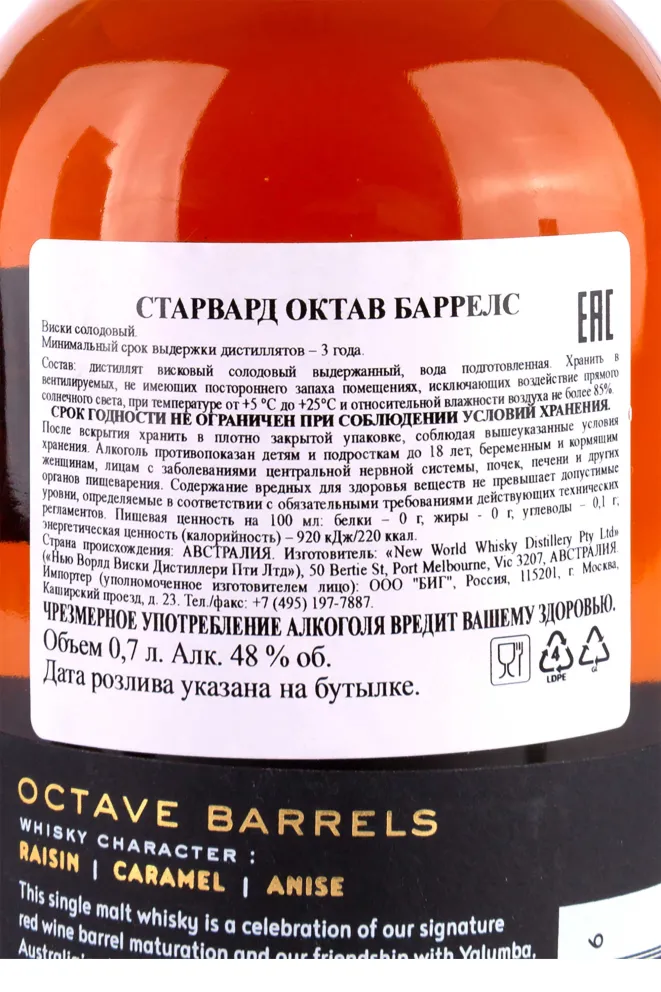 СТАРВАРД ОКТАВ БАРРЕЛС
EAC
Виски солодовый.
Минимальный срок выдержки дистиллятов – 3 года.
Состав: дистиллят висковый солодовый выдержанный, вода подготовленная. Хранить в
вентилируемых, не имеющих постороннего запаха помещениях, исключающих воздействие прямого
солнечного света, при температуре от +5 °C до +25°C и относительной влажности воздуха не более 85%.
СРОК ГОДНОСТИ НЕ ОГРАНИЧЕН ПРИ СОБЛЮДЕНИИ УСЛОВИЙ ХРАНЕНИЯ.
После вскрытия хранить в плотно закрытой упаковке, соблюдая вышеуказанные условия
хранения. Алкоголь противопоказан детям и подросткам до 18 лет, беременным и кормящим
женщинам, лицам с заболеваниями центральной нервной системы, почек, печени и других
органов пищеварения. Содержание вредных для здоровья веществ не превышает допустимые
уровни, определяемые в соответствии с обязательными требованиями действующих технических
регламентов. Пищевая ценность на 100 мл: белки – 0 г, жиры - 0 г, углеводы – 0,1 г,
энергетическая ценность (калорийность) – 920 кДж/220 ккал.
Страна происхождения: АВСТРАЛИЯ. Изготовитель: «New World Whisky Distillery Pty Ltd»
(«Нью Ворлд Виски Дистиллери Пти Лтд»), 50 Bertie St, Port Melbourne, Vic 3207, АВСТРАЛИЯ.
Импортер (уполномоченное изготовителем лицо): ООО "БИГ", Россия, 115201, г. Москва,
Каширский проезд, д. 23. Тел./факс: +7 (495) 197-7887.
ЧРЕЗМЕРНОЕ УПОТРЕБЛЕНИЕ АЛКОГОЛЯ ВРЕДИТ ВАШЕМУ ЗДОРОВЬЮ.
Объем 0,7 л. Алк. 48 % об.
Дата розлива указана на бутылке.
4
LDPE
OCTAVE BARRELS
WHISKY CHARACTER :
RAISIN | CARAMEL | ANISE
This single malt whisky is a celebration of our signature
red wine barrel maturation and our friendship with Yalumba,